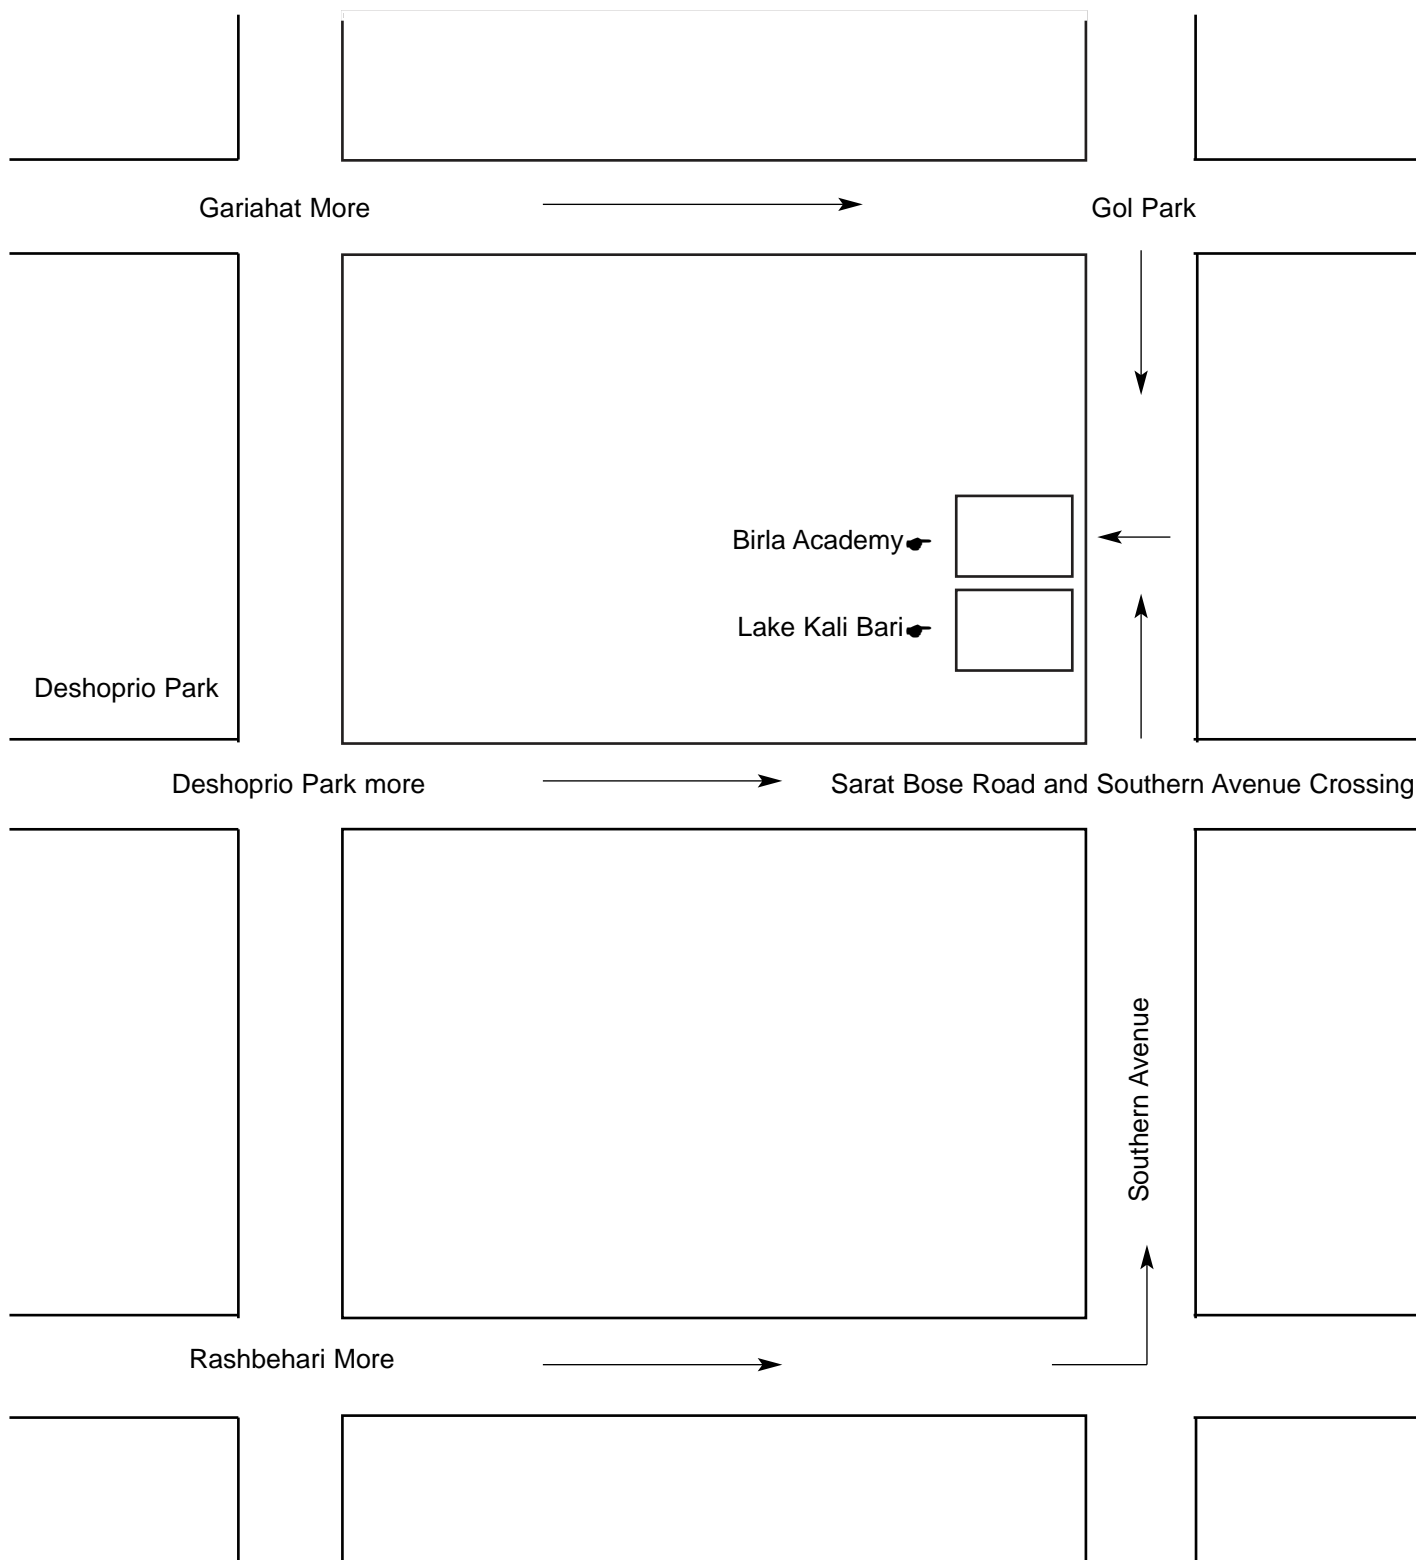 Gariahat More
Gol Park
Birla Academy
Lake Kali Bari
Deshoprio Park
Deshoprio Park more
Sarat Bose Road and Southern Avenue Crossing
Southern Avenue
Rashbehari More